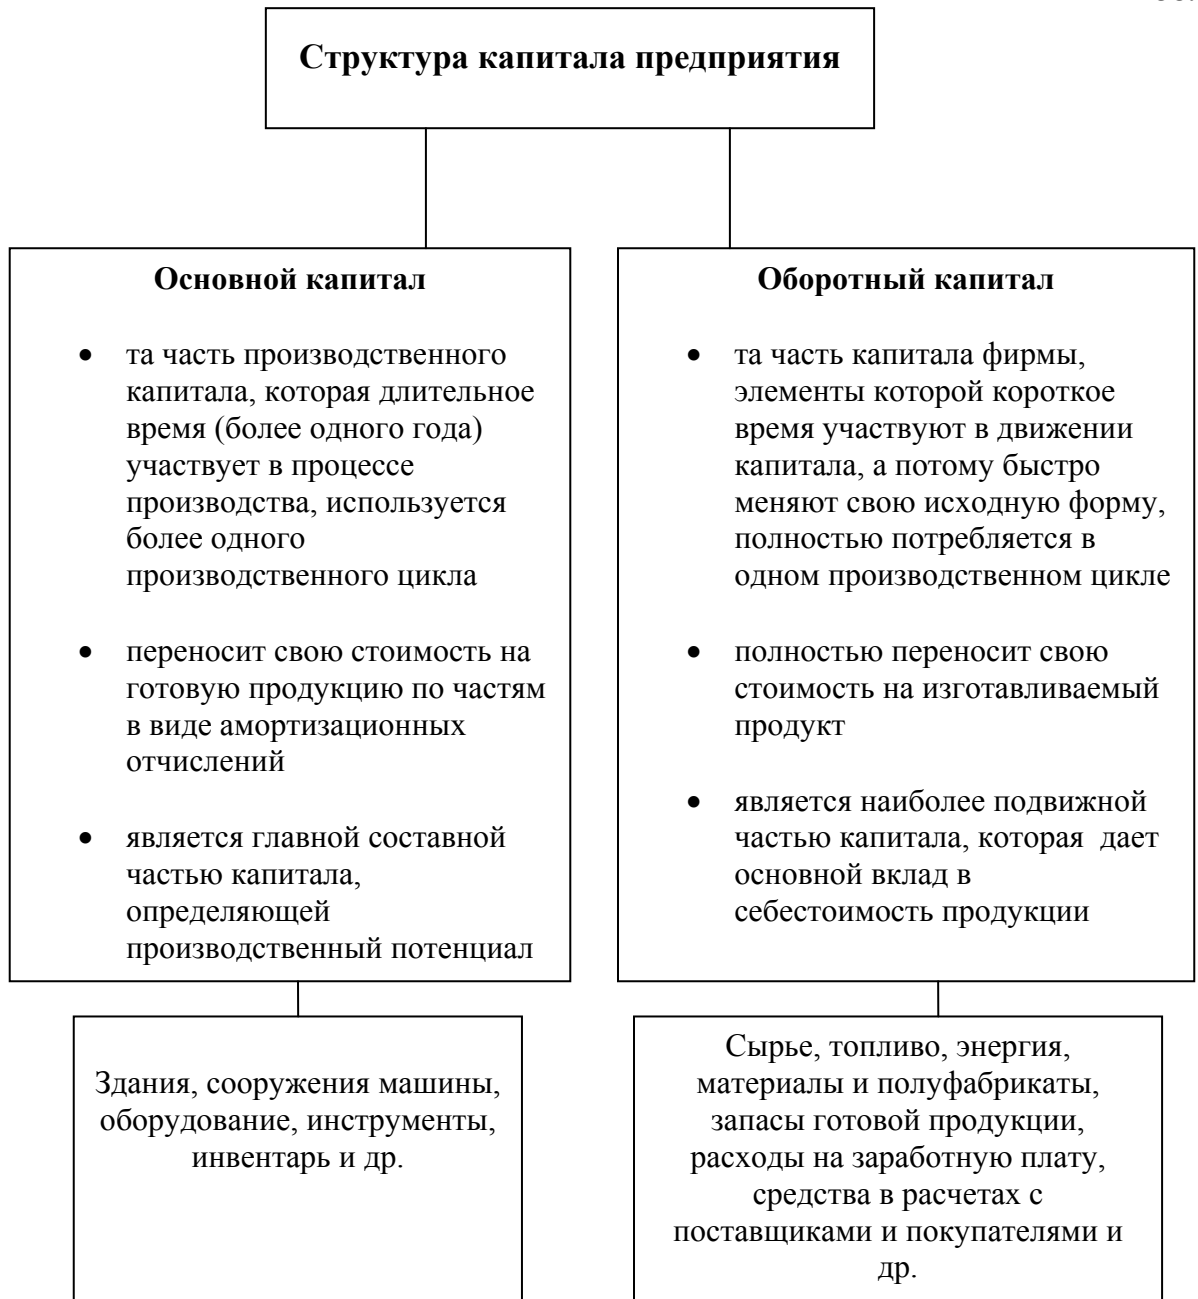 Структура капитала предприятия
Основной капитал
• та часть производственного
капитала, которая длительное
время (более одного года)
участвует в процессе
производства, используется
более одного
производственного цикла
• переносит свою стоимость на
готовую продукцию по частям
в виде амортизационных
отчислений
• является главной составной
частью капитала,
определяющей
производственный потенциал
Оборотный капитал
• та часть капитала фирмы,
элементы которой короткое
время участвуют в движении
капитала, а потому быстро
меняют свою исходную форму,
полностью потребляется в
одном производственном цикле
• полностью переносит свою
стоимость на изготавливаемый
продукт
• является наиболее подвижной
частью капитала, которая дает
основной вклад в
себестоимость продукции
Здания, сооружения машины,
оборудование, инструменты,
инвентарь и др.
Сырье, топливо, энергия,
материалы и полуфабрикаты,
запасы готовой продукции,
расходы на заработную плату,
средства в расчетах с
поставщиками и покупателями и
др.